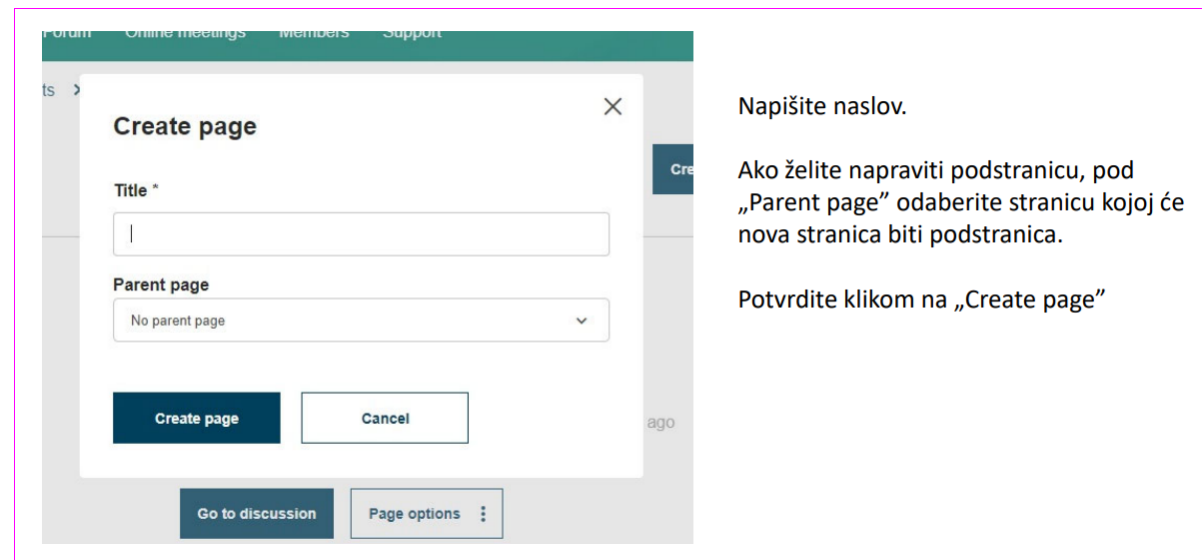 Forum Online meetings Members Support
ts >
Create page
Title *
Cre
Parent page
No parent page
Create page Cancel
ago
Go to discussion Page options
Napišite naslov.
Ako želite napraviti podstranicu, pod
„Parent page” odaberite stranicu kojoj će
nova stranica biti podstranica.
Potvrdite klikom na „Create page”